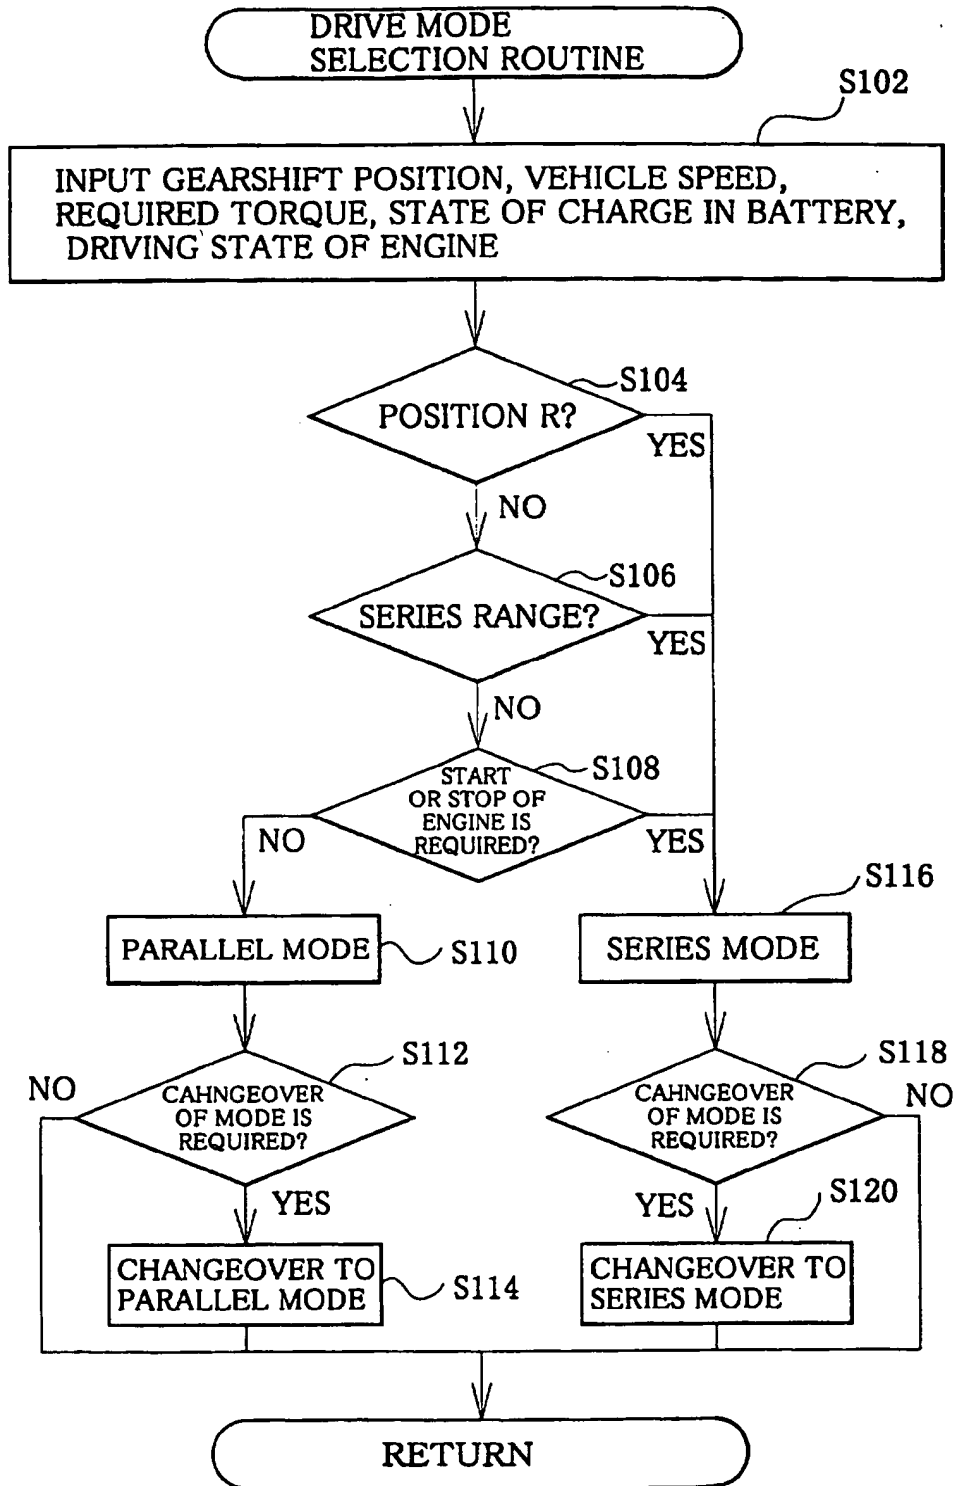 DRIVE MODE
SELECTION ROUTINE
S102
INPUT GEARSHIFT POSITION, VEHICLE SPEED,
REQUIRED TORQUE, STATE OF CHARGE IN BATTERY,
DRIVING STATE OF ENGINE
S104
POSITION R?
YES
NO
S106
SERIES RANGE?
YES
NO
S108
START
OR STOP OF
ENGINE IS
REQUIRED?
NO
YES
S116
PARALLEL MODE
S110
SERIES MODE
S112
S118
NO
CAHNGEOVER
OF MODE IS
REQUIRED?
CAHNGEOVER
OF MODE IS
REQUIRED?
NO
YES
YES
S120
CHANGEOVER TO
PARALLEL MODE
S114
CHANGEOVER TO
SERIES MODE
RETURN